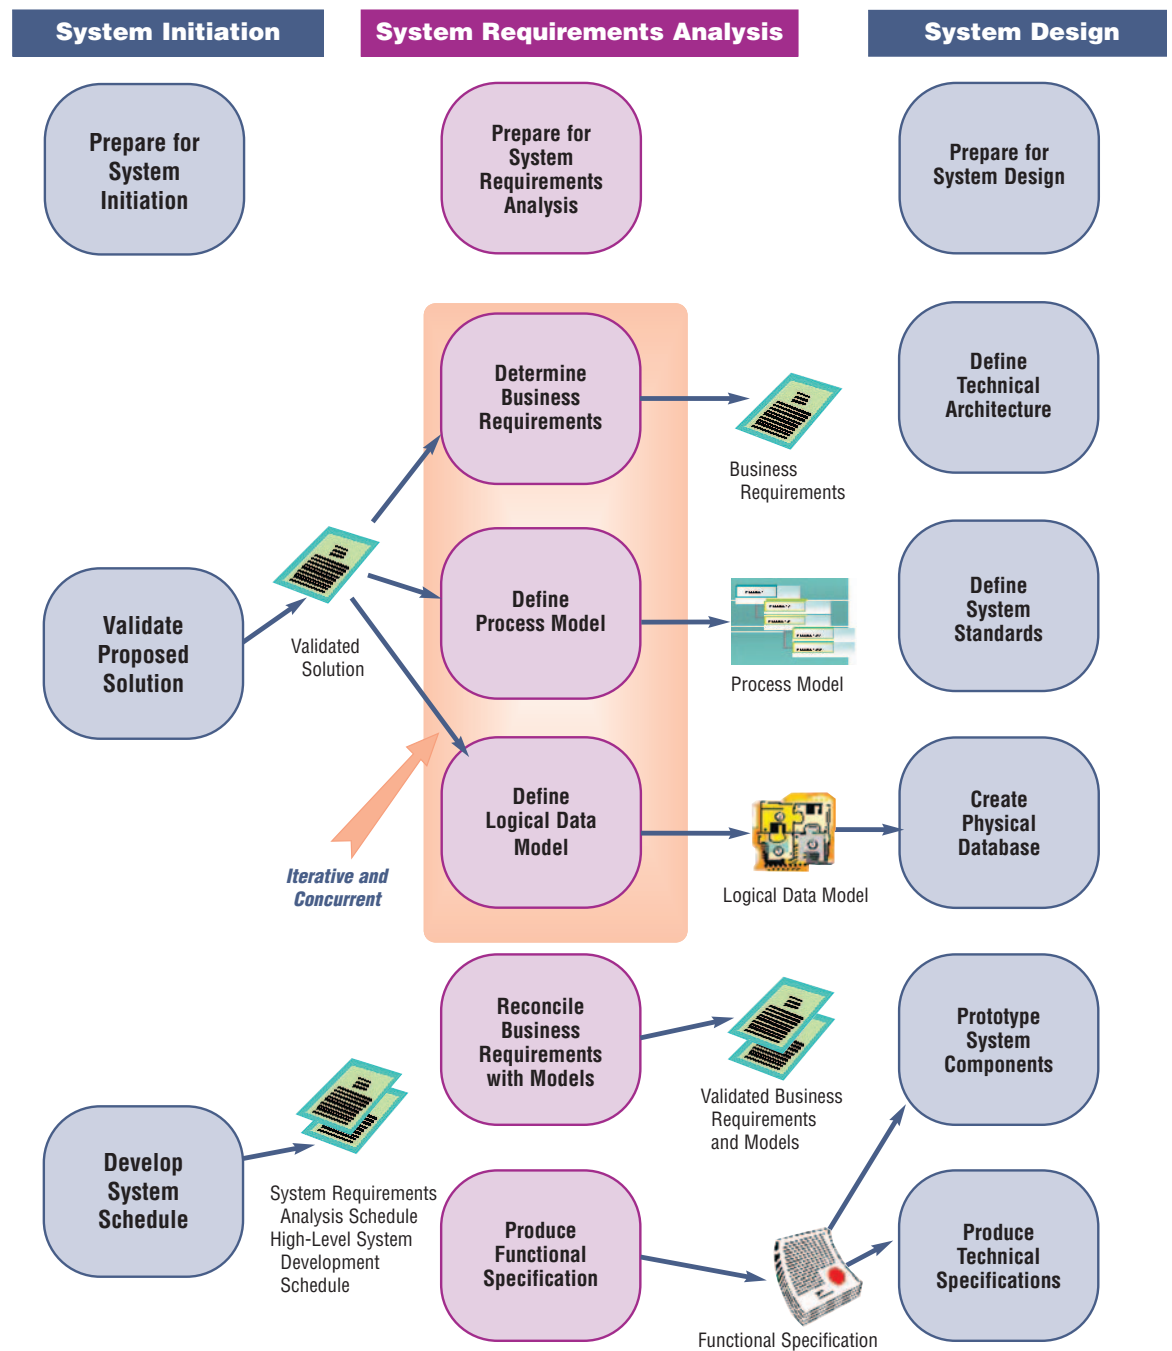 System Initiation
System Requirements Analysis
System Design
Prepare for
System
Initiation
Prepare for
System
Requirements
Analysis
Prepare for
System Design
Determine
Business
Requirements
Business
Requirements
Define
Technical
Architecture
Validate
Proposed
Solution
Validated
Solution
Define
Process Model
Process Model
Define
System
Standards
Iterative and
Concurrent
Define
Logical Data
Model
Logical Data Model
Create
Physical
Database
Reconcile
Business
Requirements
with Models
Validated Business
Requirements
and Models
Prototype
System
Components
Develop
System
Schedule
System Requirements
Analysis Schedule
High-Level System
Development
Schedule
Produce
Functional
Specification
Functional Specification
Produce
Technical
Specifications